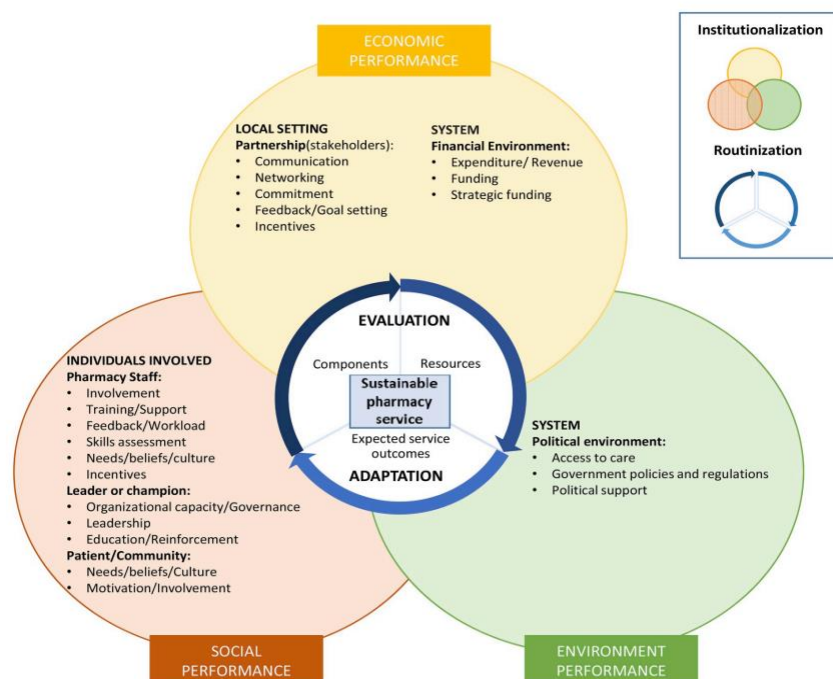 ECONOMIC
PERFORMANCE
Institutionalization
Routinization
LOCAL SETTING
Partnership(stakeholders):
• Communication
• Networking
• Commitment
• Feedback/Goal setting
• Incentives
SYSTEM
Financial Environment:
• Expenditure/ Revenue
• Funding
• Strategic funding
EVALUATION
Components
Resources
Sustainable
pharmacy
service
Expected service
outcomes
ADAPTATION
INDIVIDUALS INVOLVED
Pharmacy Staff:
• Involvement
• Training/Support
• Feedback/Workload
• Skills assessment
• Needs/beliefs/culture
• Incentives
Leader or champion:
• Organizational capacity/Governance
• Leadership
• Education/Reinforcement
Patient/Community:
• Needs/beliefs/Culture
• Motivation/Involvement
SYSTEM
Political environment:
• Access to care
• Government policies and regulations
• Political support
SOCIAL
PERFORMANCE
ENVIRONMENT
PERFORMANCE